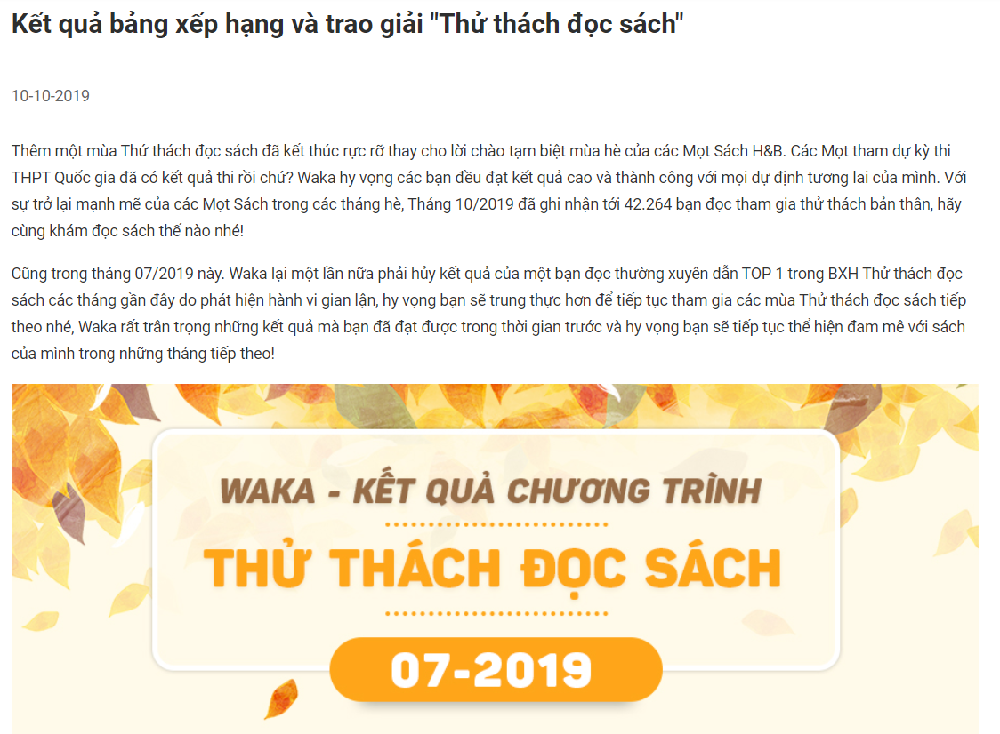 Kết quả bảng xếp hạng và trao giải "Thử thách đọc sách"
10-10-2019
Thêm một mùa Thứ thách đọc sách đã kết thúc rực rỡ thay cho lời chào tạm biệt mùa hè của các Mọt Sách H&B. Các Mọt tham dự kỳ thi
THPT Quốc gia đã có kết quả thi rồi chứ? Waka hy vọng các bạn đều đạt kết quả cao và thành công với mọi dự định tương lai của mình. Với
sự trở lại mạnh mẽ của các Mọt Sách trong các tháng hè, Tháng 10/2019 đã ghi nhận tới 42.264 bạn đọc tham gia thử thách bản thân, hãy
cùng khám đọc sách thế nào nhé!
Cũng trong tháng 07/2019 này. Waka lại một lần nữa phải hủy kết quả của một bạn đọc thường xuyên dẫn TOP 1 trong BXH Thử thách đọc
sách các tháng gần đây do phát hiện hành vi gian lận, hy vọng bạn sẽ trung thực hơn để tiếp tục tham gia các mùa Thử thách đọc sách tiếp
theo nhé, Waka rất trân trọng những kết quả mà bạn đã đạt được trong thời gian trước và hy vọng bạn sẽ tiếp tục thể hiện đam mê với sách
của mình trong những tháng tiếp theo!
WAKA - KẾT QUẢ CHƯƠNG TRÌNH
THỬ THÁCH ĐỌC SÁCH
07-2019